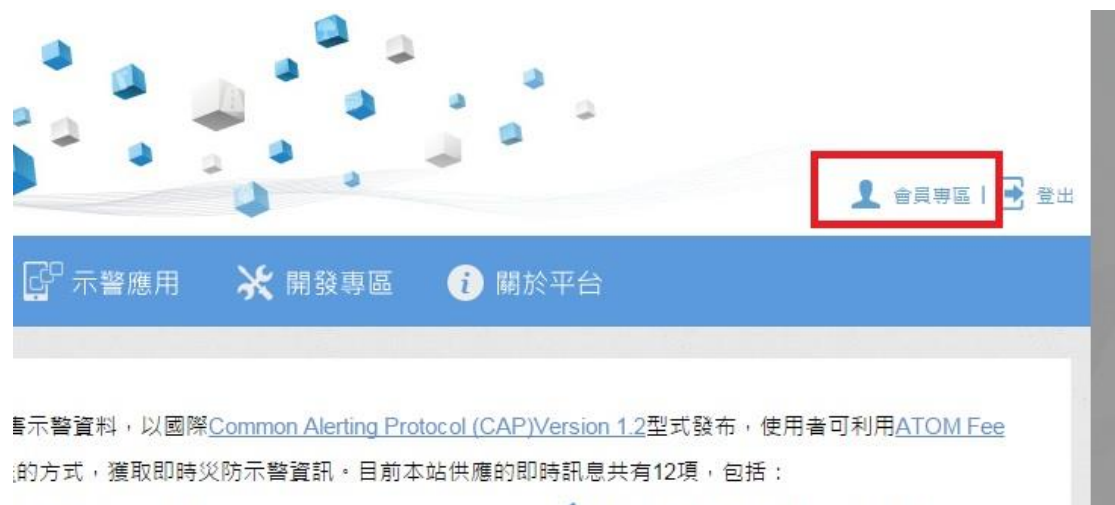 會員專區 | 登出
示警應用 開發專區 關於平台
害示警資料，以國際Common Alerting Protocol (CAP)Version 1.2型式發布，使用者可利用ATOM Fee
的方式，獲取即時災防示警資訊。目前本站供應的即時訊息共有12項，包括：